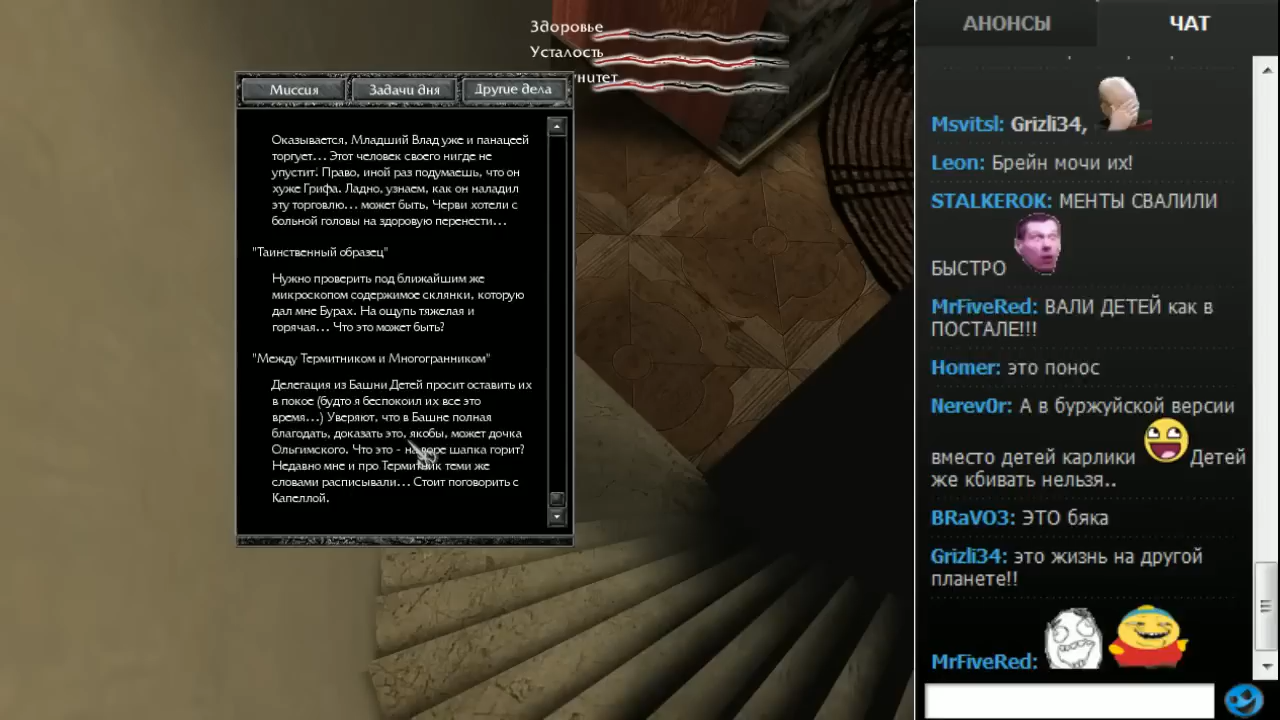 Здоровье
Усталость
нитет
Миссия
Задачи дня
Другие дела
Оказывается, Младший Влад уже и панацеей
торгует... Этот человек своего нигде не
упустит. Право, иной раз подумаешь, что он
хуже Грифа. Ладно, узнаем, как он наладил
эту торговлю... может быть, Черви хотели с
больной головы на здоровую перенести...
"Таинственный образец"
Нужно проверить под ближайшим же
микроскопом содержимое склянки, которую
дал мне Бурах. На ощупь тяжелая и
горячая... Что это может быть?
"Между Термитником и Многогранником"
Делегация из Башни Детей просит оставить их
в покое (будто я беспокоил их все это
время...) Уверяют, что в Башне полная
благодать, доказать это, якобы, может дочка
Ольгимского. Что это - на воре шапка горит?
Недавно мне и про Термитник теми же
словами расписывали... Стоит поговорить с
Капеллой.
АНОНСЫ
ЧАТ
Msvitsl: Grizli34,
Leon: Брейн мочи их!
STALKEROK: МЕНТЫ СВАЛИЛИ
БЫСТРО
MrFiveRed: ВАЛИ ДЕТЕЙ как в
ПОСТАЛЕ!!!
Homer: это понос
Nerev0r: А в буржуйской версии
вместо детей карлики Детей
же кбивать нельзя..
BRaVO3: ЭТО бяка
Grizli34: это жизнь на другой
планете!!
MrFiveRed: